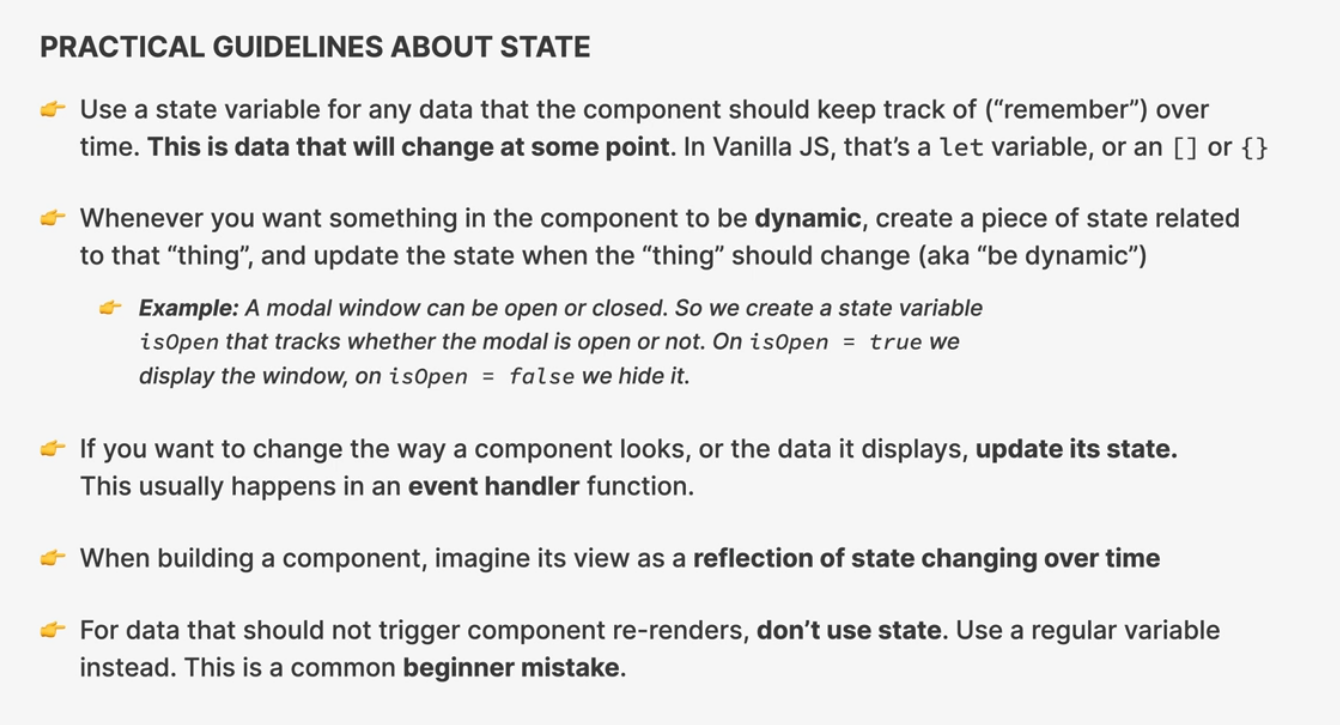 PRACTICAL GUIDELINES ABOUT STATE
👉 Use a state variable for any data that the component should keep track of (“remember”) over
time. This is data that will change at some point. In Vanilla JS, that’s a let variable, or an [] or {}
👉 Whenever you want something in the component to be dynamic, create a piece of state related
to that “thing”, and update the state when the “thing” should change (aka “be dynamic”)
👉 Example: A modal window can be open or closed. So we create a state variable
isOpen that tracks whether the modal is open or not. On isOpen = true we
display the window, on isOpen = false we hide it.
👉 If you want to change the way a component looks, or the data it displays, update its state.
This usually happens in an event handler function.
👉 When building a component, imagine its view as a reflection of state changing over time
👉 For data that should not trigger component re-renders, don’t use state. Use a regular variable
instead. This is a common beginner mistake.